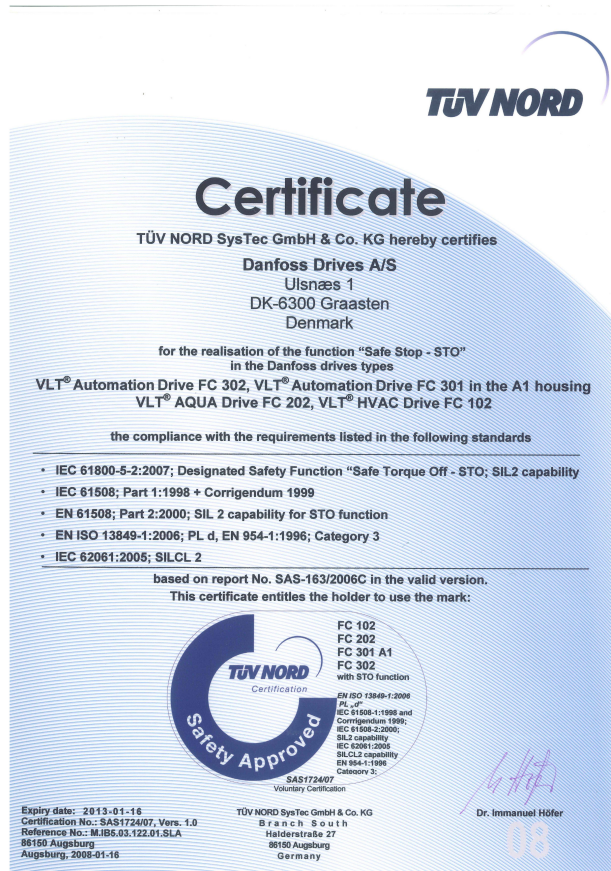 TÜV NORD
Certificate
TÜV NORD SysTec GmbH & Co. KG hereby certifies
Danfoss Drives A/S
Ulsnæs 1
DK-6300 Graasten
Denmark
for the realisation of the function “Safe Stop - STO”
in the Danfoss drives types
VLT® Automation Drive FC 302, VLT® Automation Drive FC 301 in the A1 housing
VLT® AQUA Drive FC 202, VLT® HVAC Drive FC 102
the compliance with the requirements listed in the following standards
• IEC 61800-5-2:2007; Designated Safety Function “Safe Torque Off - STO; SIL2 capability
• IEC 61508; Part 1:1998 + Corrigendum 1999
• EN 61508; Part 2:2000; SIL 2 capability for STO function
• EN ISO 13849-1:2006; PL d, EN 954-1:1996; Category 3
• IEC 62061:2005; SILCL 2
based on report No. SAS-163/2006C in the valid version.
This certificate entitles the holder to use the mark:
TÜV NORD
Certification
Safety Approved
FC 102
FC 202
FC 301 A1
FC 302
with STO function
EN ISO 13849-1:2006
PL „d“
IEC 61508-1:1998 and
Corrrigendum 1999;
IEC 61508-2:2000;
SIL2 capability
IEC 62061:2005
SILCL2 capability
EN 954-1:1996
Category 3;
SAS1724/07
Voluntary Certification
Expiry date: 2013-01-16
Certification No.: SAS1724/07, Vers. 1.0
Reference No.: M.IB5.03.122.01.SLA
86150 Augsburg
Augsburg, 2008-01-16
TÜV NORD SysTec GmbH & Co. KG
Branch South
Halderstraße 27
86150 Augsburg
Germany
Dr. Immanuel Höfer
08